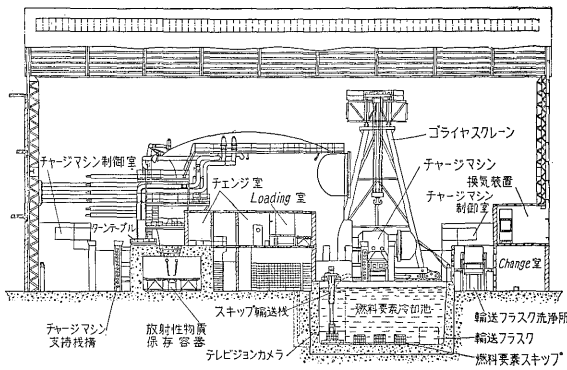 ゴライヤスクレーン
チャージマシン制御室
チャージマシン
換気装置
チェンジ室
Loading 室
チャージマシン
制御室
ターンテーブル
Change室
スキップ輸送桟
燃料要素冷却池
輸送フラスク洗浄所
チャージマシン
支持桟橋
放射性物質
保存容器
輸送フラスク
テレビジョンカメラ
燃料要素スキップ